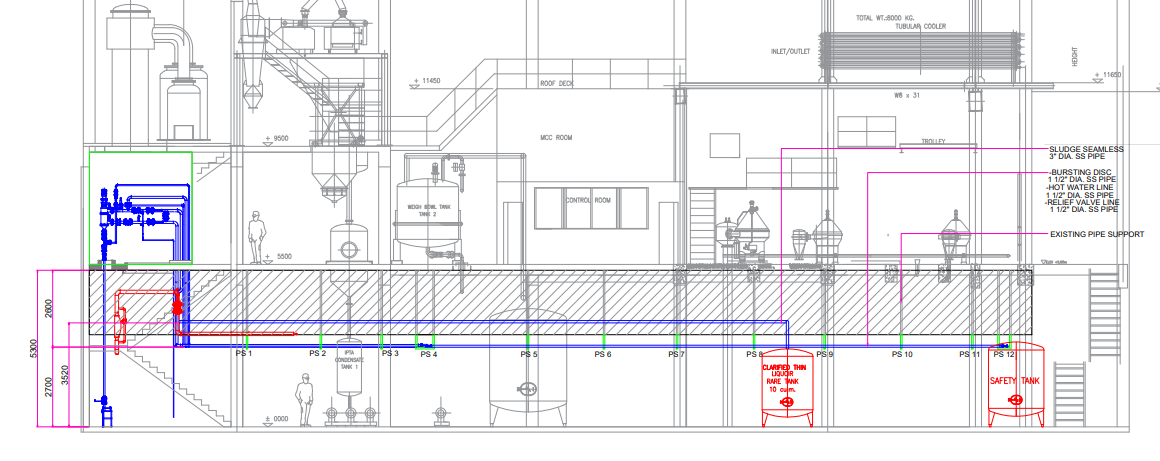 TOTAL WT.:8000 KG.
TUBULAR COOLER
INLET/OUTLET
HEIGHT
+ 11450
ROOF DECK
+ 11650
W8 x 31
+ 9500
MCC ROOM
TROLLEY
SLUDGE SEAMLESS
3" DIA. SS PIPE
-BURSTING DISC
1 1/2" DIA. SS PIPE
-HOT WATER LINE
1 1/2" DIA. SS PIPE
-RELIEF VALVE LINE
1 1/2" DIA. SS PIPE
WEIGH BOWL TANK
TANK 2
CONTROL ROOM
EXISTING PIPE SUPPORT
+ 5500
2600
5300
3520
2700
PS 1
PS 2
PS 3
PS 4
PS 5
PS 6
PS 7
PS 8
PS 9
PS 10
PS 11
PS 12
IPTA
CONDENSATE
TANK 1
CLARIFIED THIN
LIQUOR
RARE TANK
10 cu.m.
SAFETY TANK
± 0000